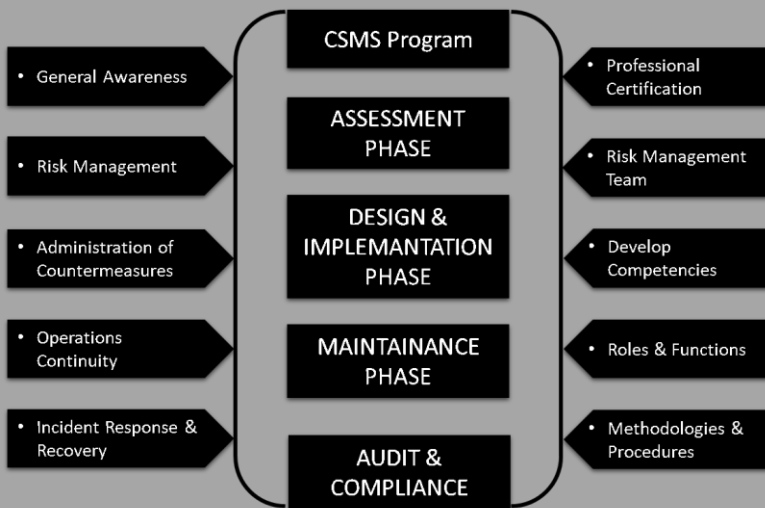 CSMS Program
• General Awareness
• Professional
Certification
ASSESSMENT
PHASE
• Risk Management
• Risk Management
Team
DESIGN &
IMPLEMANTATION
PHASE
• Administration of
Countermeasures
• Develop
Competencies
• Operations
Continuity
MAINTAINANCE
PHASE
• Roles & Functions
• Incident Response &
Recovery
AUDIT &
COMPLIANCE
• Methodologies &
Procedures